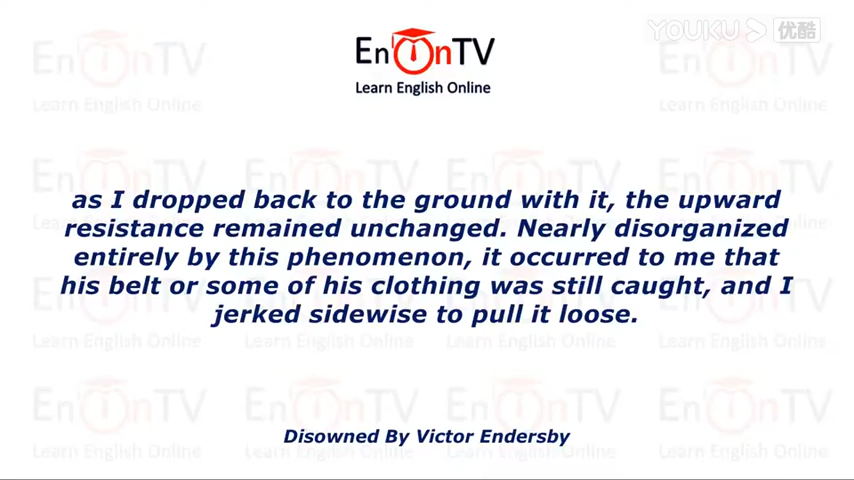 YOUKU 优酷
EnOnTV
Learn English Online
as I dropped back to the ground with it, the upward
resistance remained unchanged. Nearly disorganized
entirely by this phenomenon, it occurred to me that
his belt or some of his clothing was still caught, and I
jerked sidewise to pull it loose.
Disowned By Victor Endersby